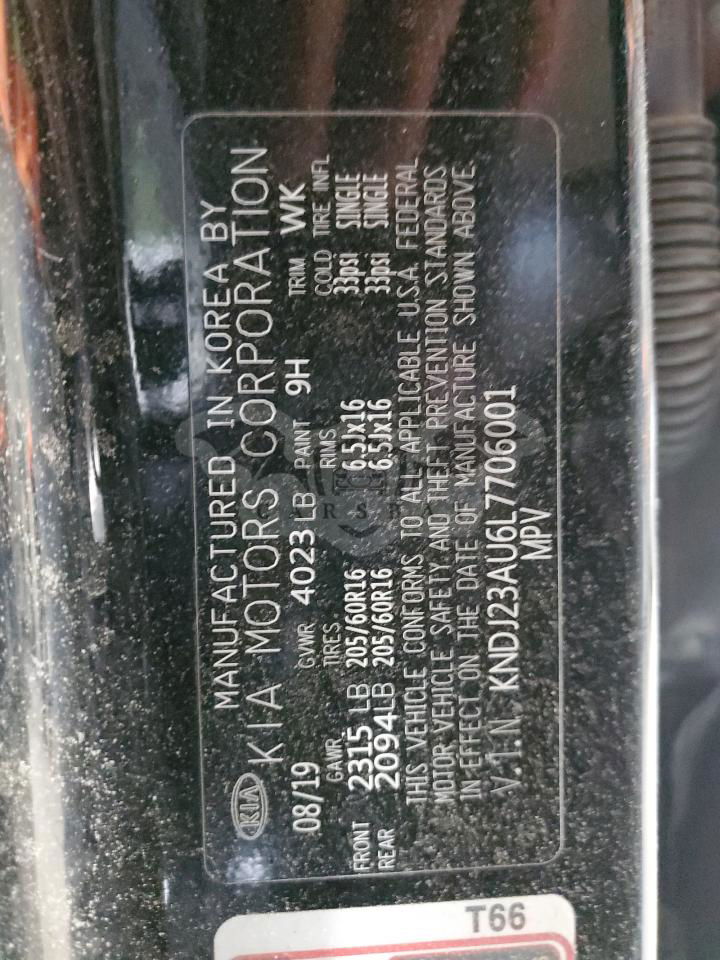 KIA
MANUFACTURED IN KOREA BY
KIA MOTORS CORPORATION
08/19 GVWR 4023 LB PAINT 9H TRIM WK
GAWR TIRES RIMS COLD TIRE INFL
FRONT 2315 LB 205/60R16 6.5Jx16 33psi SINGLE
REAR 2094LB 205/60R16 6.5Jx16 33psi SINGLE
THIS VEHICLE CONFORMS TO ALL APPLICABLE U.S.A. FEDERAL
MOTOR VEHICLE SAFETY AND THEFT PREVENTION STANDARDS
IN EFFECT ON THE DATE OF MANUFACTURE SHOWN ABOVE.
V.I.N. KNDJ23AU6L7706001
MPV
T66